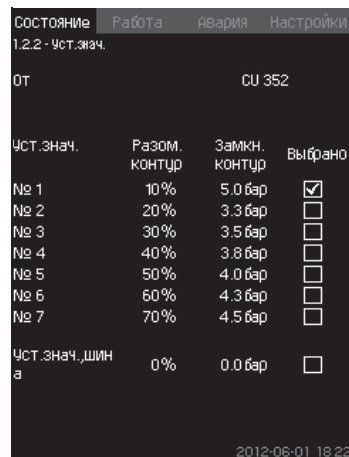 Состояние Работа Авария Настройки
1.2.2 - Уст.знач.
От CU 352
Уст.знач. Разом. контур Замкн. контур Выбрано
№ 1 10% 5.0 бар
№ 2 20% 3.3 бар
№ 3 30% 3.5 бар
№ 4 40% 3.8 бар
№ 5 50% 4.0 бар
№ 6 60% 4.3 бар
№ 7 70% 4.5 бар
Уст.знач.,шин
а 0% 0.0 бар
2012-06-01 18:22